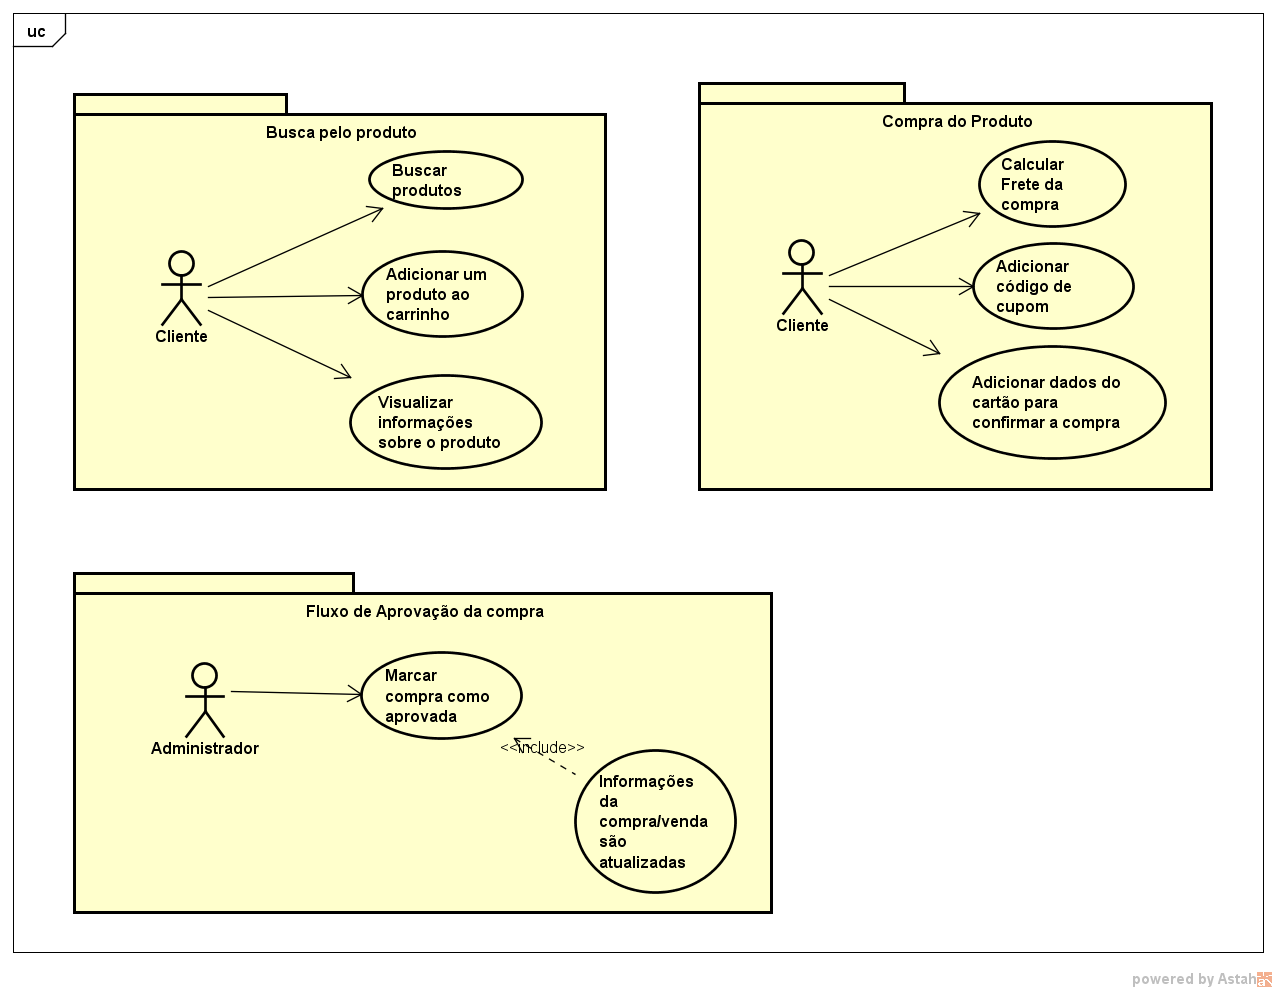 uc
Busca pelo produto
Buscar
produtos
Adicionar um
produto ao
carrinho
Cliente
Visualizar
informações
sobre o produto
Compra do Produto
Calcular
Frete da
compra
Adicionar
código de
cupom
Cliente
Adicionar dados do
cartão para
confirmar a compra
Fluxo de Aprovação da compra
Marcar
compra como
aprovada
Administrador
<<include>>
Informações
da
compra/venda
são
atualizadas
powered by Astah